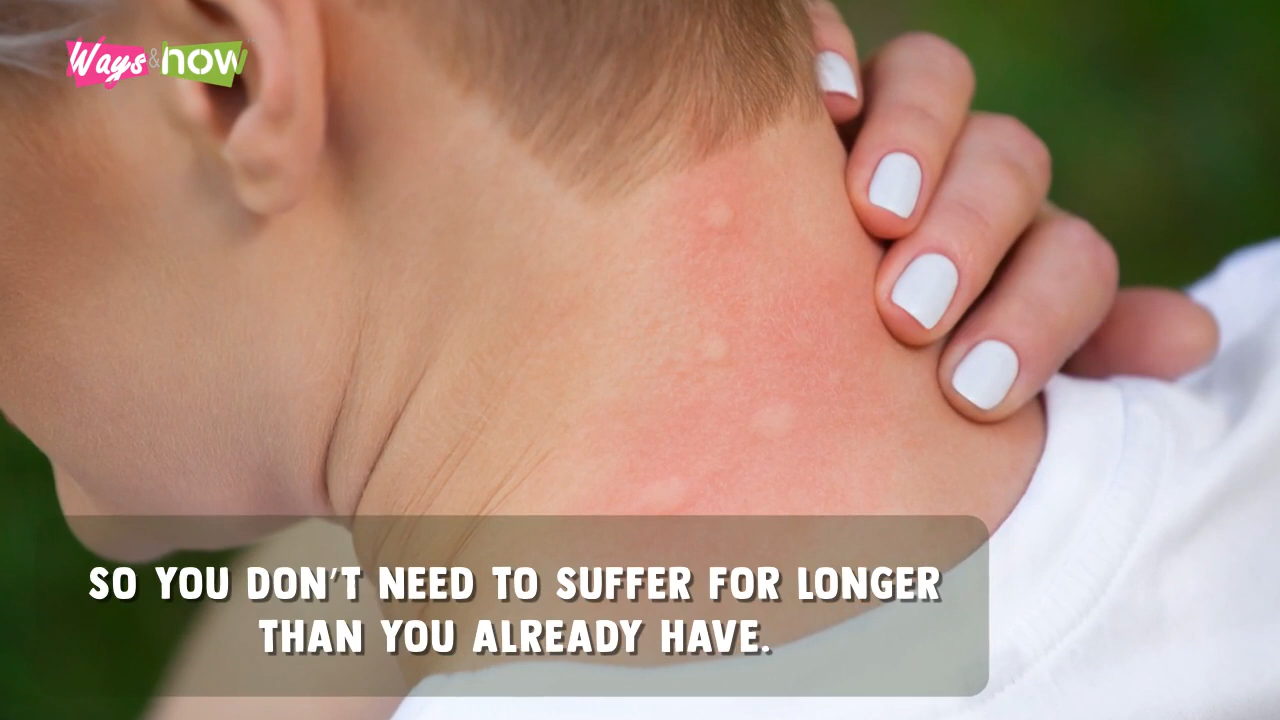 Ways & how
SO YOU DON'T NEED TO SUFFER FOR LONGER
THAN YOU ALREADY HAVE.